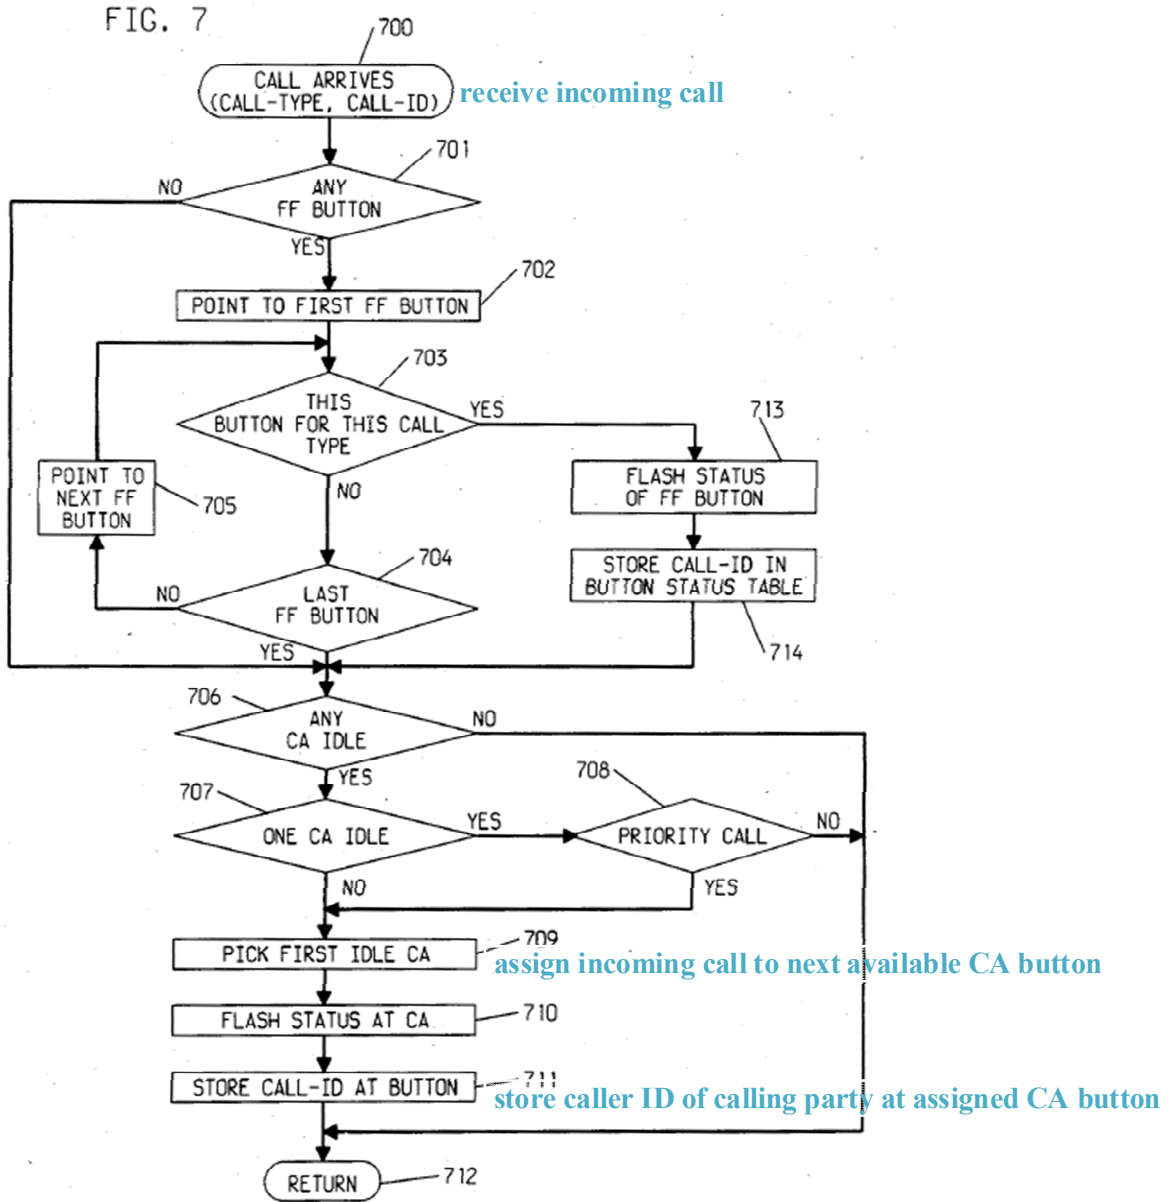 FIG. 7
700
CALL ARRIVES
(CALL-TYPE, CALL-ID)
receive incoming call
701
NO
ANY
FF BUTTON
YES
702
POINT TO FIRST FF BUTTON
703
THIS
BUTTON FOR THIS CALL
TYPE
YES
713
FLASH STATUS
OF FF BUTTON
POINT TO
NEXT FF
BUTTON
705
NO
704
STORE CALL-ID IN
BUTTON STATUS TABLE
NO
LAST
FF BUTTON
YES
714
706
ANY
CA IDLE
NO
YES
708
707
ONE CA IDLE
YES
PRIORITY CALL
NO
NO
YES
709
PICK FIRST IDLE CA
assign incoming call to next available CA button
FLASH STATUS AT CA
710
711
STORE CALL-ID AT BUTTON
store caller ID of calling party at assigned CA button
RETURN
712